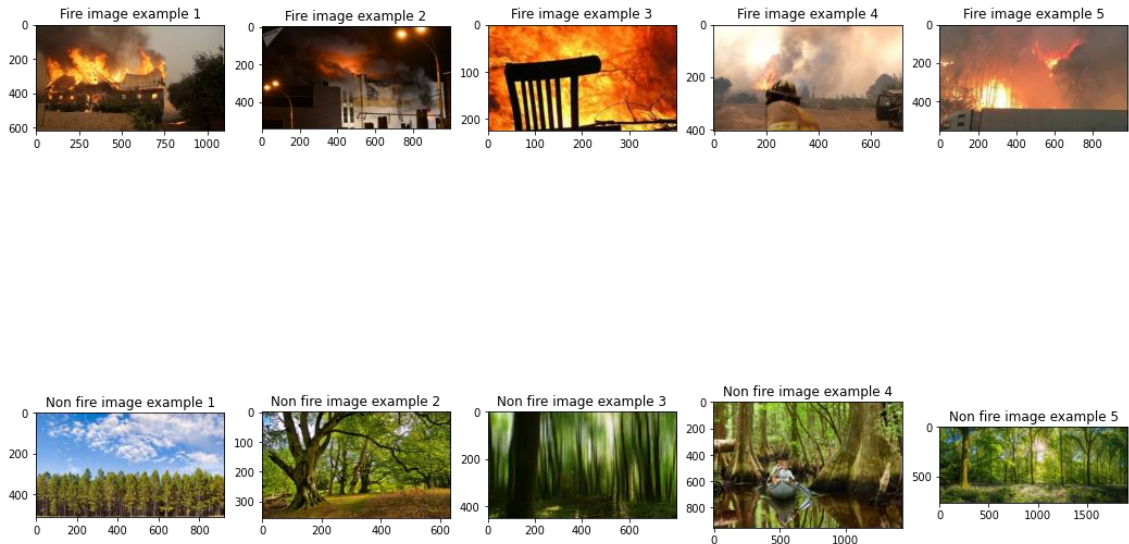 Fire image example 1
Fire image example 2
Fire image example 3
Fire image example 4
Fire image example 5
0
200
400
600
0 250 500 750 1000
0
200
400
0 200 400 600 800
0
100
200
0 100 200 300
0
200
400
0 200 400 600
0
200
400
0 200 400 600 800
Non fire image example 1
Non fire image example 2
Non fire image example 3
Non fire image example 4
Non fire image example 5
0
200
400
0 200 400 600 800
0
100
200
300
0 200 400 600
0
200
400
0 200 400 600
0
200
400
600
800
0 500 1000
0
500
0 500 1000 1500